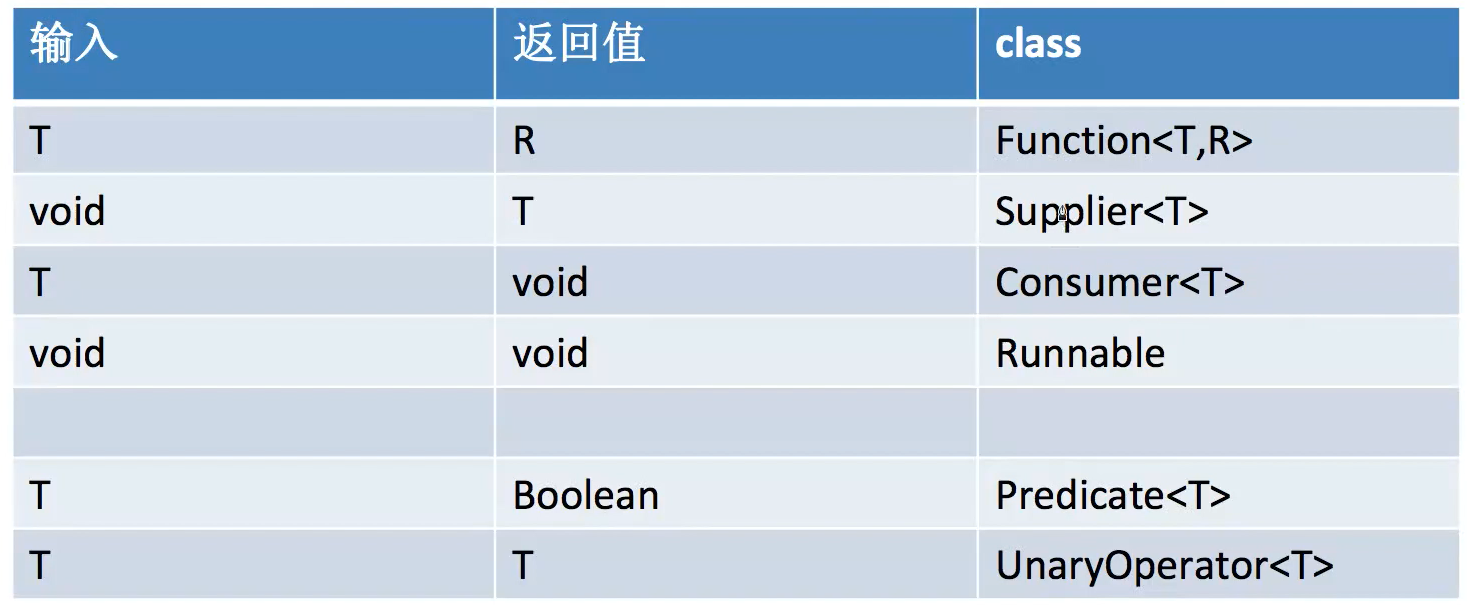 输入 返回值 class
T R Function<T,R>
void T Supplier<T>
T void Consumer<T>
void void Runnable
T Boolean Predicate<T>
T T UnaryOperator<T>